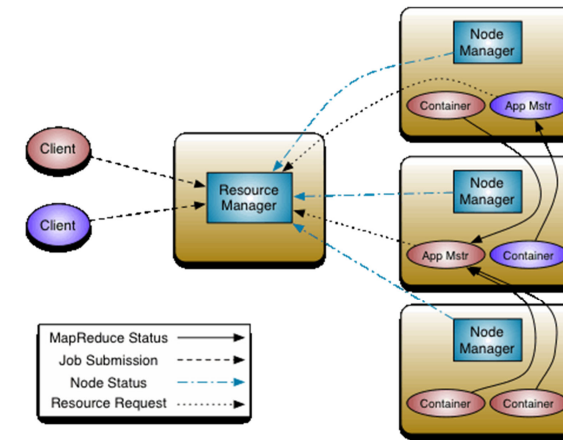 Node
Manager
Container
App Mstr
Client
Resource
Manager
Node
Manager
Client
App Mstr
Container
Node
Manager
MapReduce Status
Job Submission
Node Status
Resource Request
Container
Container